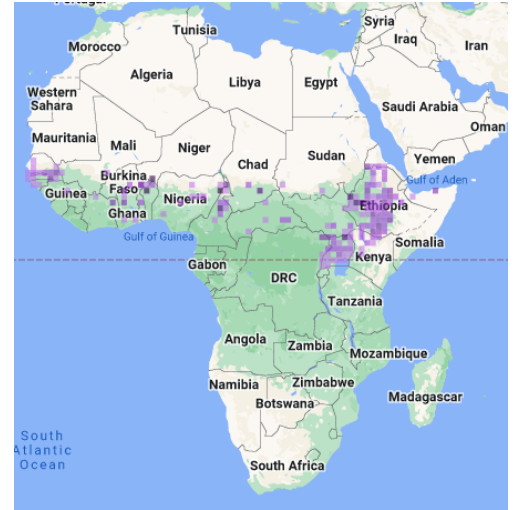 Tunisia
Morocco
Syria
Iraq
Iran
Algeria
Libya
Egypt
Western
Sahara
Saudi Arabia
Oman
Mauritania
Mali
Niger
Chad
Sudan
Yemen
Gulf of Aden
Burkina
Faso
Guinea
Nigeria
Ghana
Ethiopia
Gulf of Guinea
Somalia
Gabon
Kenya
DRC
Tanzania
Angola
Zambia
Mozambique
Namibia
Zimbabwe
Botswana
Madagascar
South
Atlantic
Ocean
South Africa